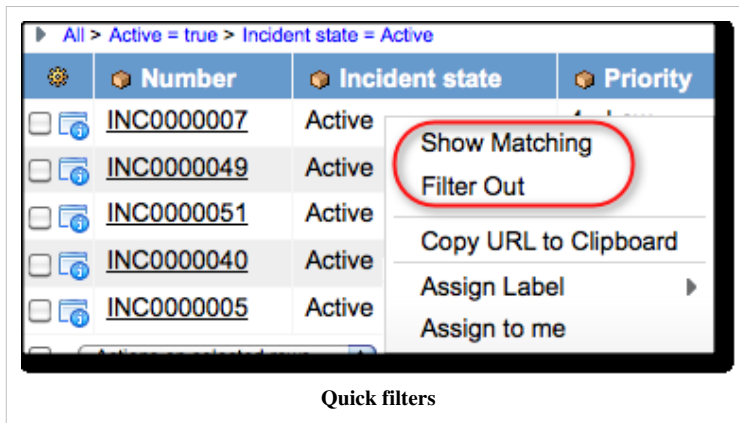 All > Active = true > Incident state = Active
Number Incident state Priority
INC0000007 Active
Show Matching
INC0000049 Active
Filter Out
INC0000051 Active
Copy URL to Clipboard
INC0000040 Active
Assign Label
INC0000005 Active
Assign to me
Quick filters